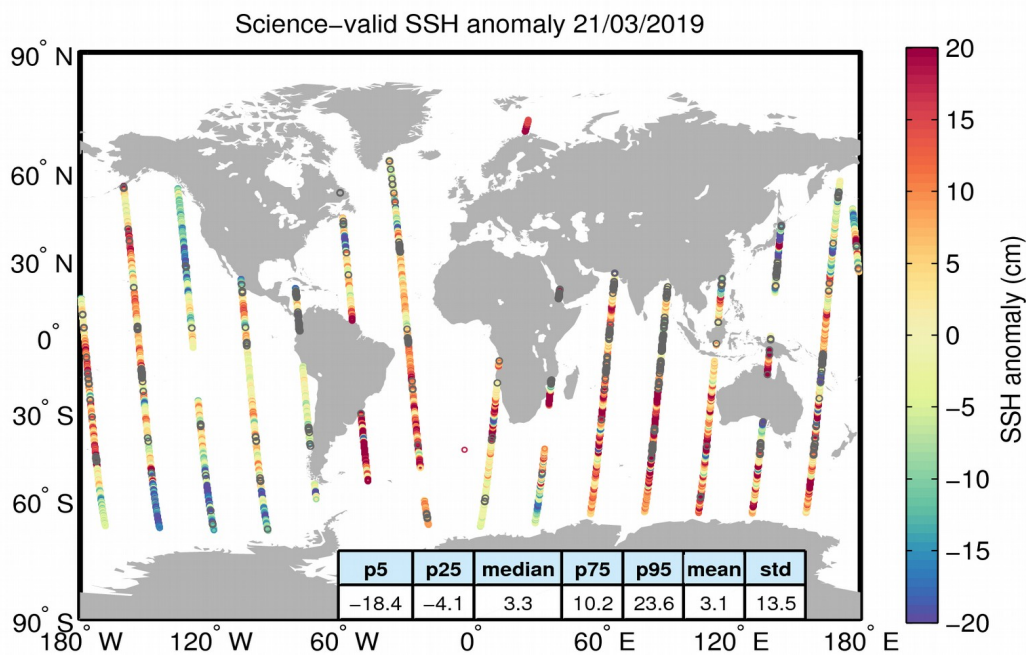 Science−valid SSH anomaly 21/03/2019
90° N
60° N
30° N
0°
30° S
60° S
90° S
180° W 120° W 60° W 0° 60° E 120° E 180° E
p5 p25 median p75 p95 mean std
−18.4 −4.1 3.3 10.2 23.6 3.1 13.5
20
15
10
5
0
−5
−10
−15
−20
SSH anomaly (cm)